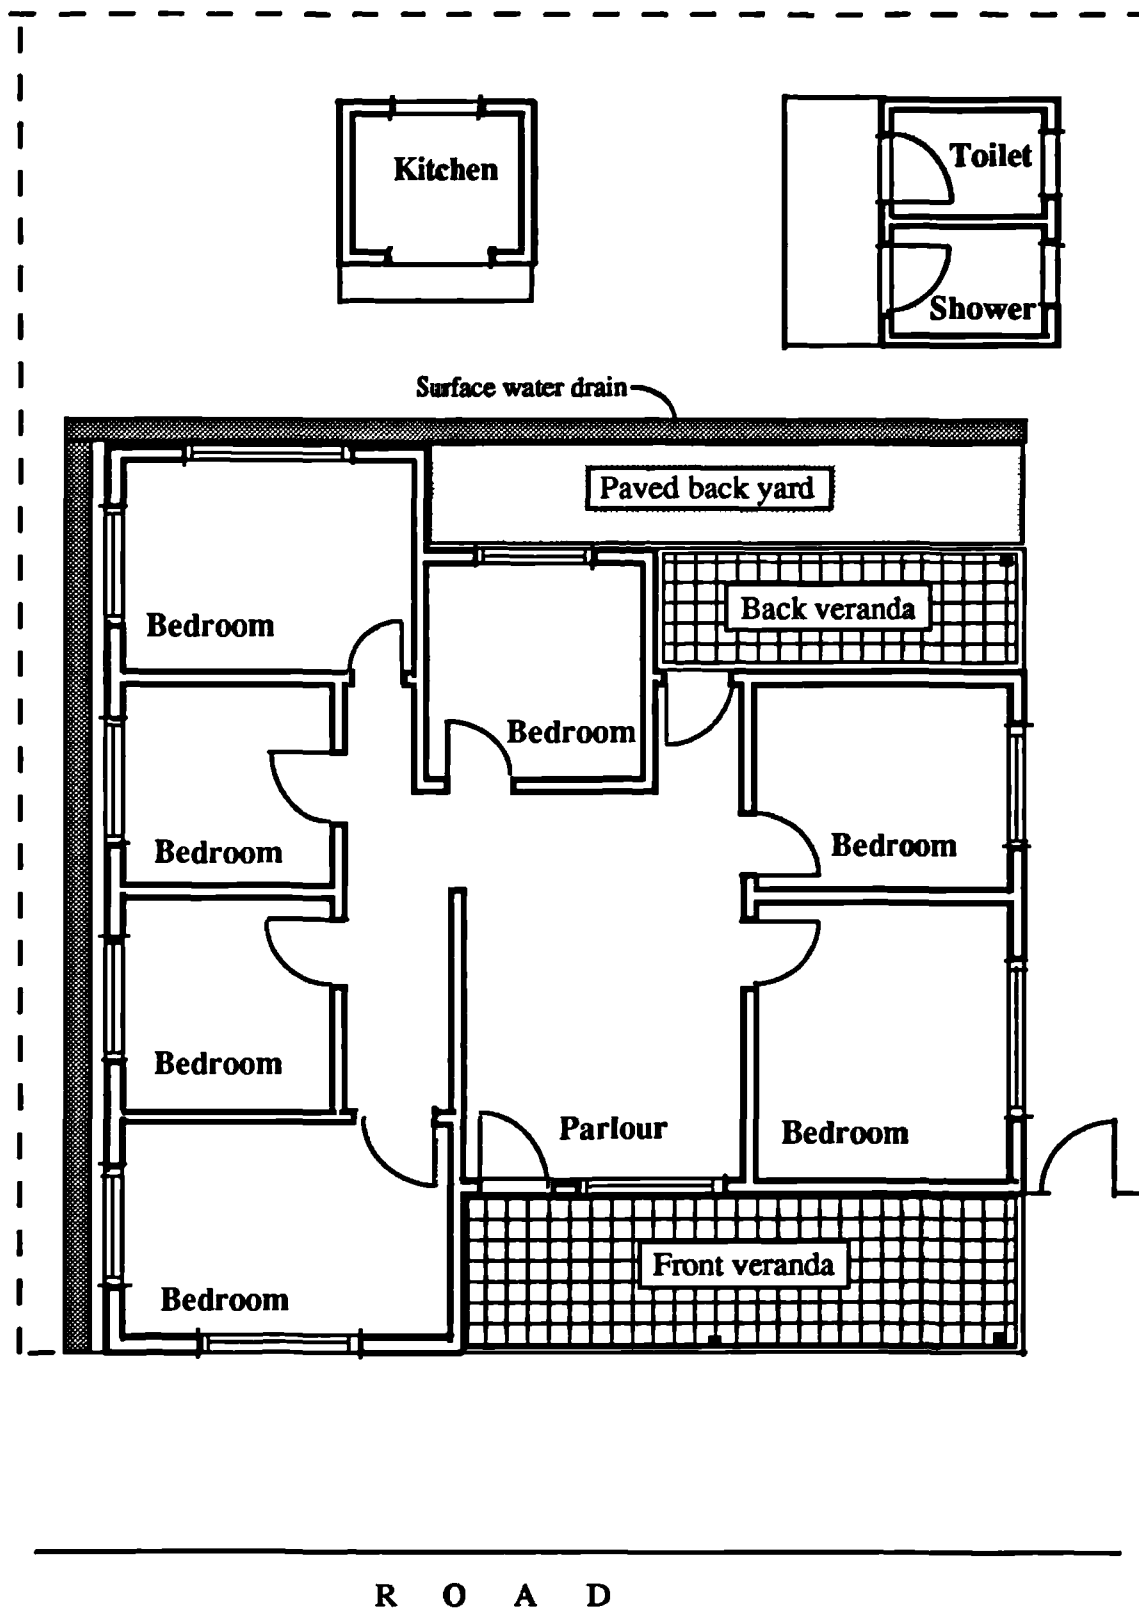 Kitchen
Toilet
Shower
Surface water drain
Paved back yard
Back veranda
Bedroom
Bedroom
Bedroom
Bedroom
Bedroom
Parlour
Bedroom
Front veranda
Bedroom
R O A D